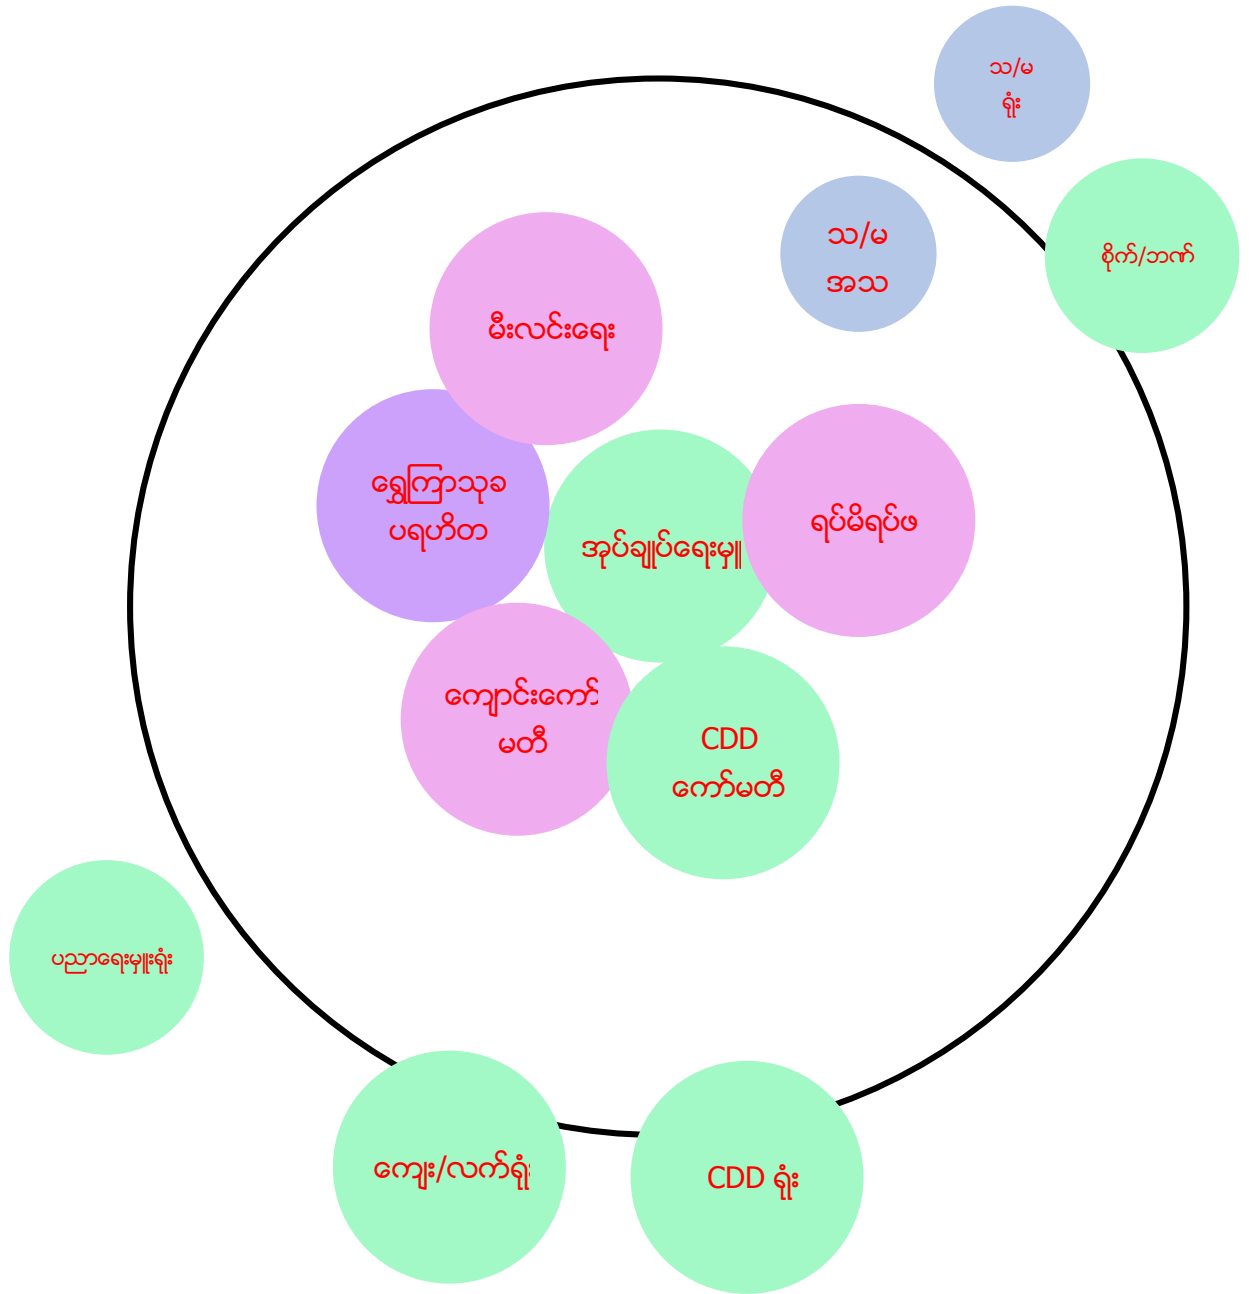 သ/မ
ရုံး
သ/မ
အသ
စိုက်/ဘဏ်
မီးလင်းရေး
ရွှေကြာသုခ
ပရဟိတ
အုပ်ချုပ်ရေးမှူ
ရပ်မိရပ်ဖ
ကျောင်းကော်
မတီ
CDD
ကော်မတီ
ပညာရေးမှူးရုံး
ကျေး/လက်ရုံ
CDD ရုံး